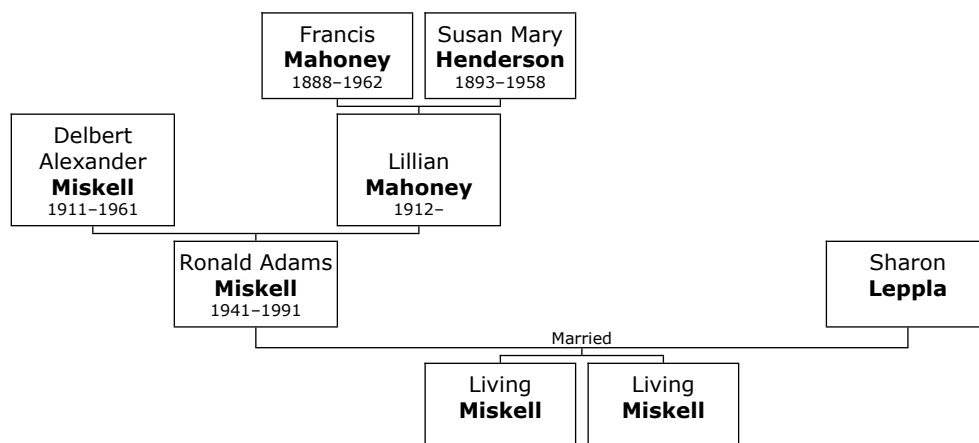 Francis
Mahoney
1888–1962
Susan Mary
Henderson
1893–1958
Delbert
Alexander
Miskell
1911–1961
Lillian
Mahoney
1912–
Ronald Adams
Miskell
1941–1991
Sharon
Leppla
Married
Living
Miskell
Living
Miskell